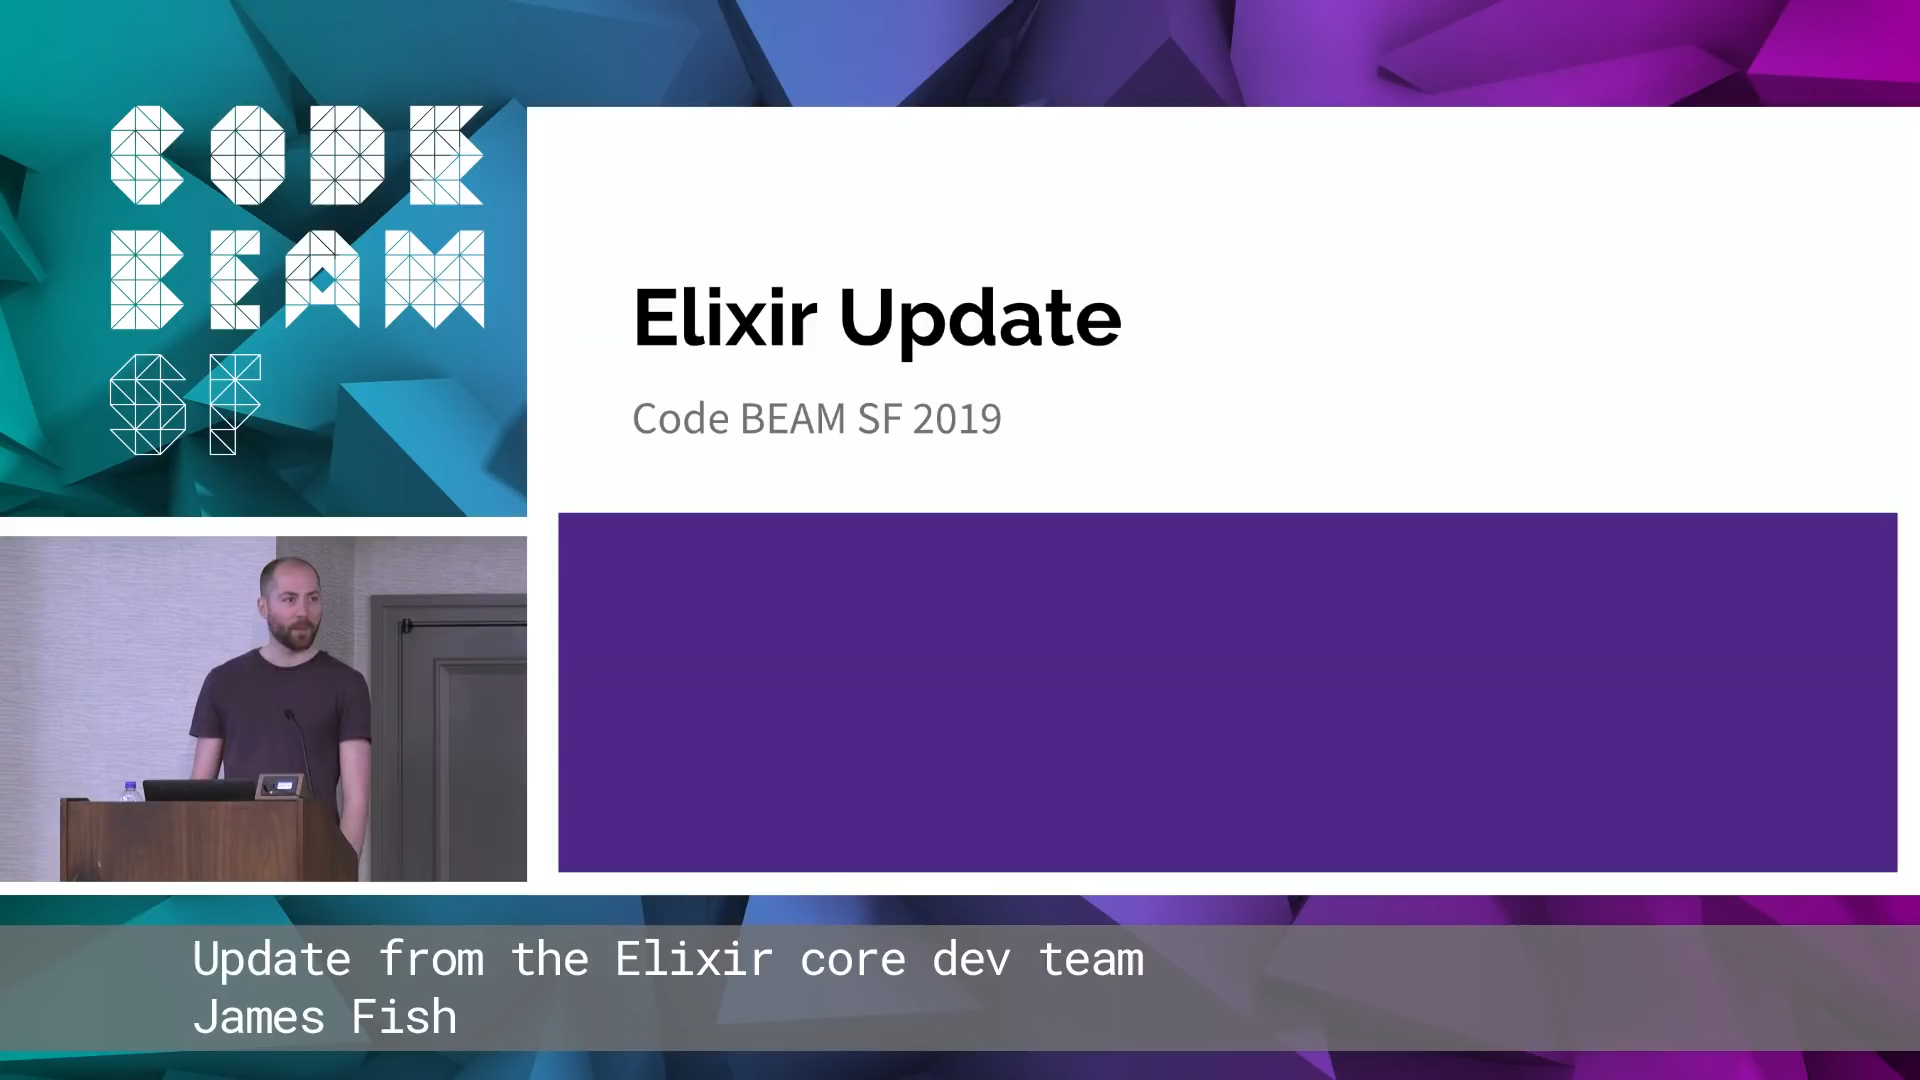 CODE
BEAM
SF
Elixir Update
Code BEAM SF 2019
Update from the Elixir core dev team
James Fish